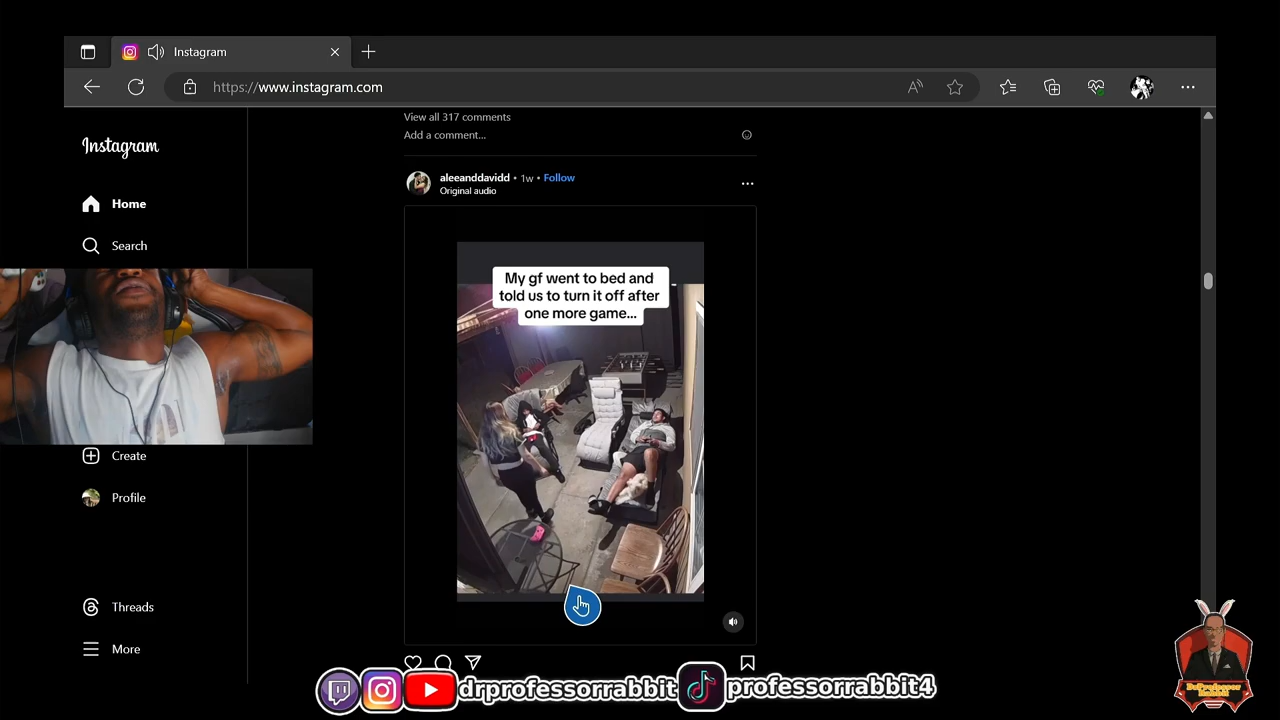 Instagram
https://www.instagram.com
Instagram
View all 317 comments
Add a comment...
aleeanddavidd • 1w • Follow
Original audio
Home
Search
My gf went to bed and
told us to turn it off after
one more game...
Create
Profile
Threads
More
drprofessorrabbit
professorrabbit4
DrProfessor
Rabbit